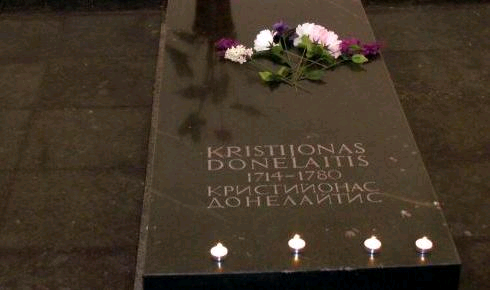 KRISTIJONAS
DONELAITIS
1714–1780
КРИСТИЙОНАС
ДОНЕЛАЙТИС